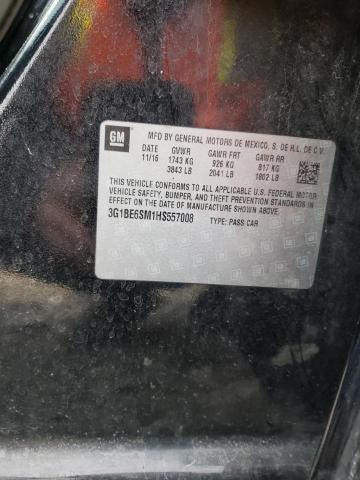 GM
MFD BY GENERAL MOTORS DE MEXICO, S. DE R.L. DE C.V.
DATE GVWR GAWR FRT GAWR RR
11/16 1743 KG 926 KG 817 KG
3843 LB 2041 LB 1802 LB
THIS VEHICLE CONFORMS TO ALL APPLICABLE U.S. FEDERAL MOTOR
VEHICLE SAFETY, BUMPER, AND THEFT PREVENTION STANDARDS IN
EFFECT ON THE DATE OF MANUFACTURE SHOWN ABOVE.
3G1BE6SM1HS557008 TYPE: PASS CAR